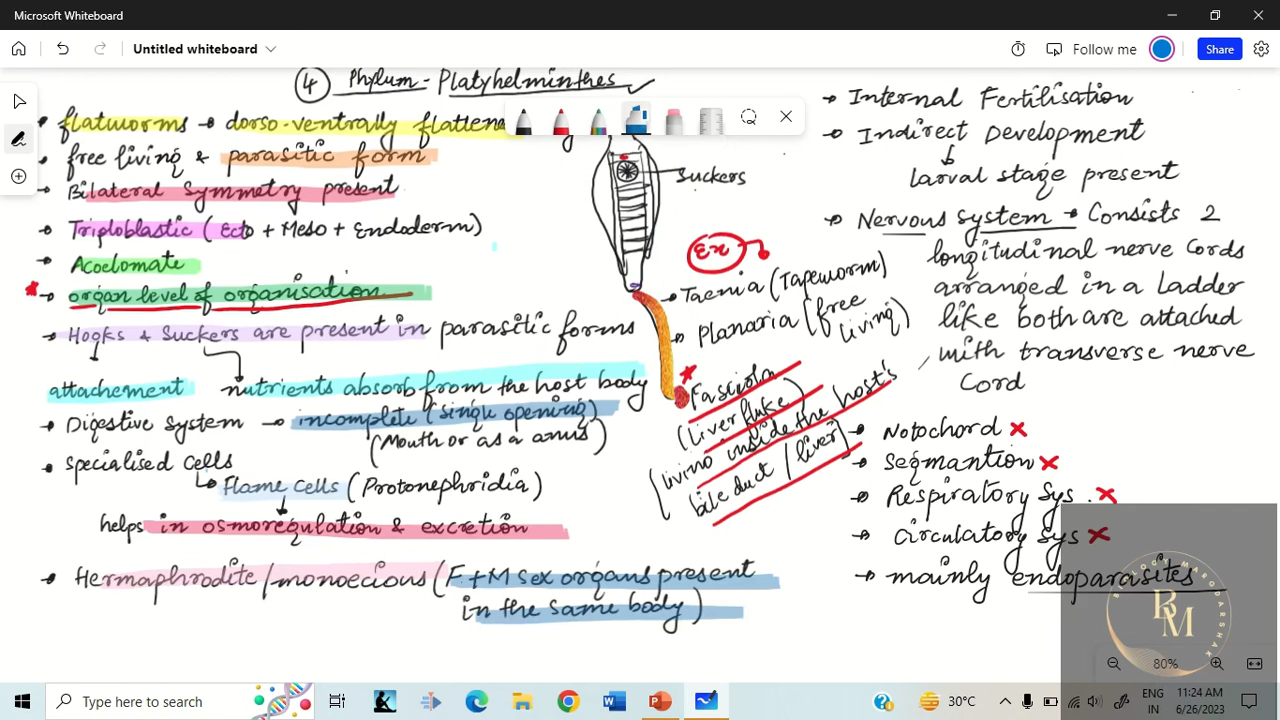 Microsoft Whiteboard
Untitled whiteboard
Follow me
Share
④ Phylum - Platyhelminthes
flatworms → dorso-ventrally flatten
free living & parasitic form
Bilateral Symmetry present
Triploblastic (Ecto + Meso + Endoderm)
Acoelomate
organ level of organisation
Hooks & Suckers are present in parasitic forms
attachement nutrients absorb from the host body
Digestive system → incomplete (single opening)
(Mouth or as a anus)
Specialised cells
Flame cells (Protonephridia)
helps in osmoregulation & excretion
Hermaphrodite/monoecious (F+M sex organs present
in the same body)
Suckers
Ex
Taenia (Tapeworm)
Planaria (free
living)
Fasciola
(Liver fluke)
(living inside the host's
bile duct / liver)
Internal Fertilisation
Indirect Development
larval stage present
Nervous system → Consists 2
longitudinal nerve cords
arranged in a ladder
like both are attached
with transverse nerve
Cord
Notochord ×
Segmantion ×
Respiratory Sys . ×
Circulatory Sys ×
mainly endoparasites
BM
80%
Type here to search
30°C
ENG
IN
11:24 AM
6/26/2023